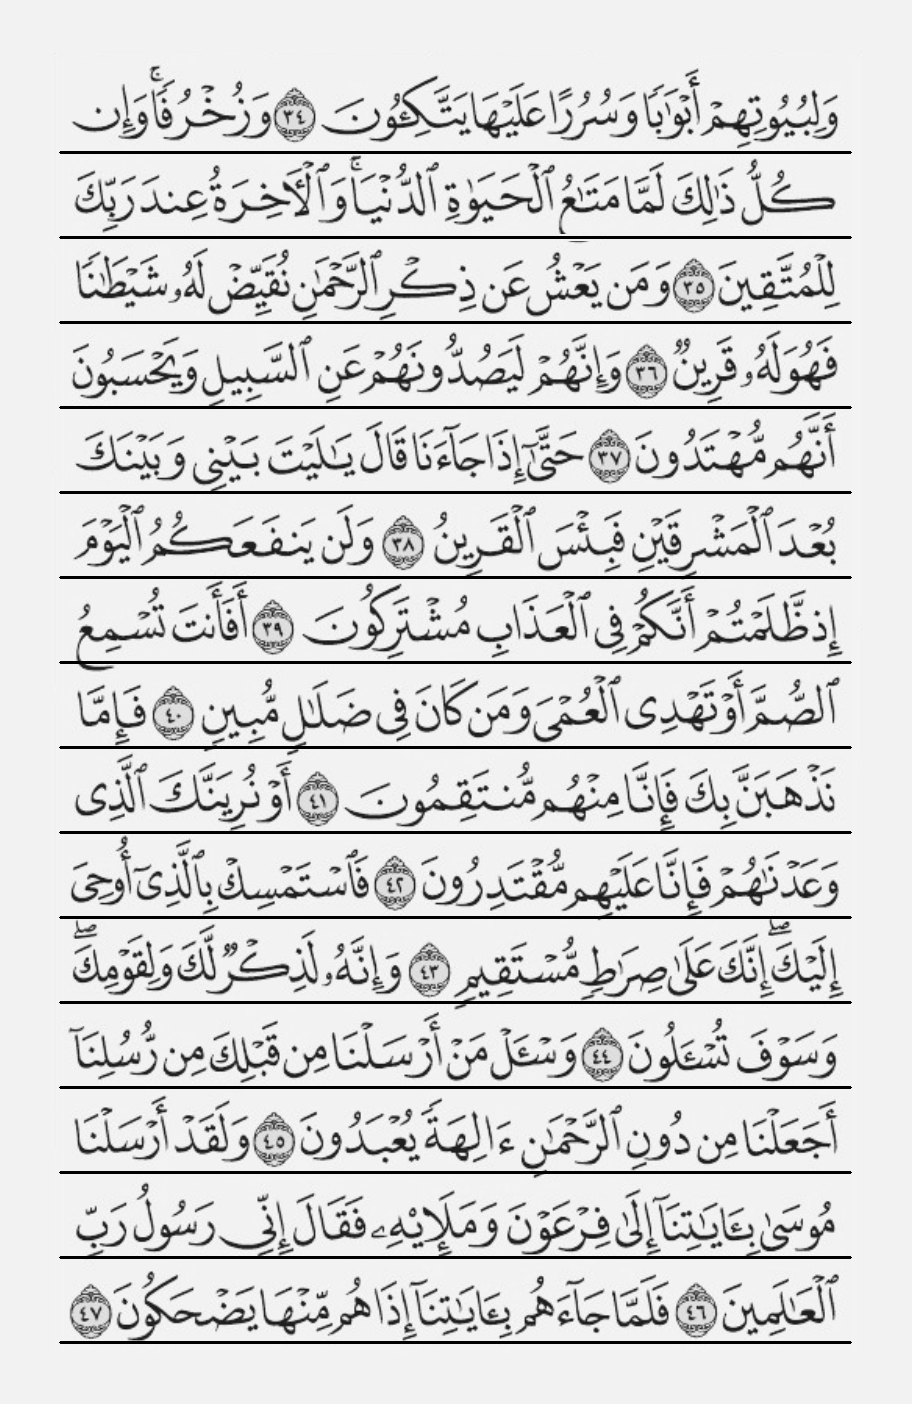 وَلِبُيُوتِهِمْ أَبْوَٰبًا وَسُرُرًا عَلَيْهَا يَتَّكِـُٔونَ ٣٤ وَزُخْرُفًا ۚ وَإِن
كُلُّ ذَٰلِكَ لَمَّا مَتَـٰعُ ٱلْحَيَوٰةِ ٱلدُّنْيَا ۚ وَٱلْـَٔاخِرَةُ عِندَ رَبِّكَ
لِلْمُتَّقِينَ ٣٥ وَمَن يَعْشُ عَن ذِكْرِ ٱلرَّحْمَـٰنِ نُقَيِّضْ لَهُۥ شَيْطَـٰنًا
فَهُوَ لَهُۥ قَرِينٌ ٣٦ وَإِنَّهُمْ لَيَصُدُّونَهُمْ عَنِ ٱلسَّبِيلِ وَيَحْسَبُونَ
أَنَّهُم مُّهْتَدُونَ ٣٧ حَتَّىٰٓ إِذَا جَآءَنَا قَالَ يَـٰلَيْتَ بَيْنِى وَبَيْنَكَ
بُعْدَ ٱلْمَشْرِقَيْنِ فَبِئْسَ ٱلْقَرِينُ ٣٨ وَلَن يَنفَعَكُمُ ٱلْيَوْمَ
إِذ ظَّلَمْتُمْ أَنَّكُمْ فِى ٱلْعَذَابِ مُشْتَرِكُونَ ٣٩ أَفَأَنتَ تُسْمِعُ
ٱلصُّمَّ أَوْ تَهْدِى ٱلْعُمْىَ وَمَن كَانَ فِى ضَلَـٰلٍ مُّبِينٍ ٤٠ فَإِمَّا
نَذْهَبَنَّ بِكَ فَإِنَّا مِنْهُم مُّنتَقِمُونَ ٤١ أَوْ نُرِيَنَّكَ ٱلَّذِى
وَعَدْنَـٰهُمْ فَإِنَّا عَلَيْهِم مُّقْتَدِرُونَ ٤٢ فَٱسْتَمْسِكْ بِٱلَّذِىٓ أُوحِىَ
إِلَيْكَ ۖ إِنَّكَ عَلَىٰ صِرَٰطٍ مُّسْتَقِيمٍ ٤٣ وَإِنَّهُۥ لَذِكْرٌ لَّكَ وَلِقَوْمِكَ ۖ
وَسَوْفَ تُسْـَٔلُونَ ٤٤ وَسْـَٔلْ مَنْ أَرْسَلْنَا مِن قَبْلِكَ مِن رُّسُلِنَآ
أَجَعَلْنَا مِن دُونِ ٱلرَّحْمَـٰنِ ءَالِهَةً يُعْبَدُونَ ٤٥ وَلَقَدْ أَرْسَلْنَا
مُوسَىٰ بِـَٔايَـٰتِنَآ إِلَىٰ فِرْعَوْنَ وَمَلَإِي۟هِۦ فَقَالَ إِنِّى رَسُولُ رَبِّ
ٱلْعَـٰلَمِينَ ٤٦ فَلَمَّا جَآءَهُم بِـَٔايَـٰتِنَآ إِذَا هُم مِّنْهَا يَضْحَكُونَ ٤٧